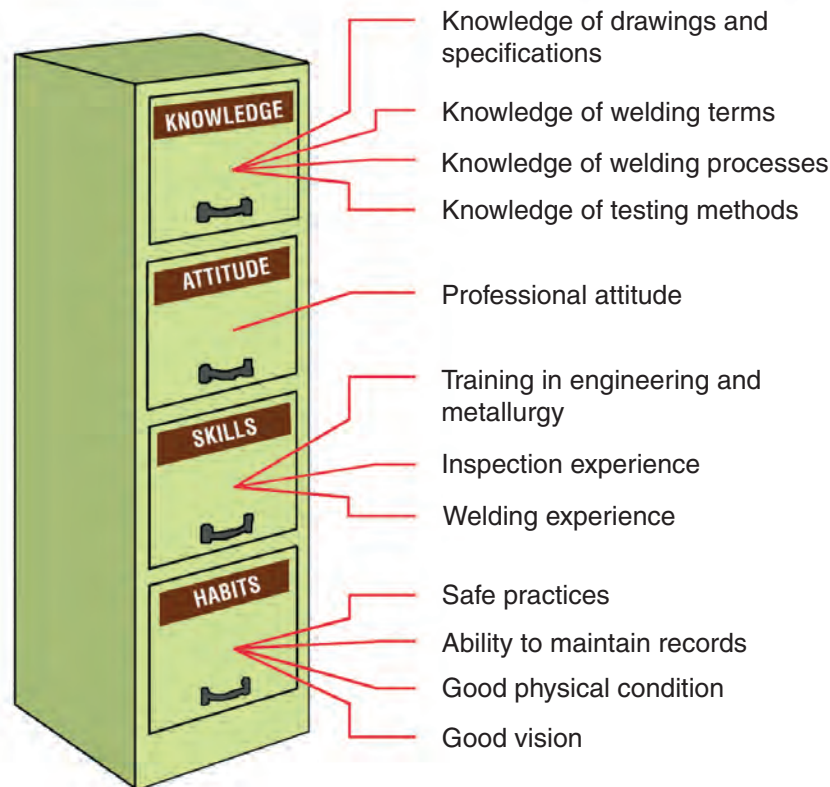 KNOWLEDGE
Knowledge of drawings and
specifications
Knowledge of welding terms
Knowledge of welding processes
Knowledge of testing methods
ATTITUDE
Professional attitude
SKILLS
Training in engineering and
metallurgy
Inspection experience
Welding experience
HABITS
Safe practices
Ability to maintain records
Good physical condition
Good vision